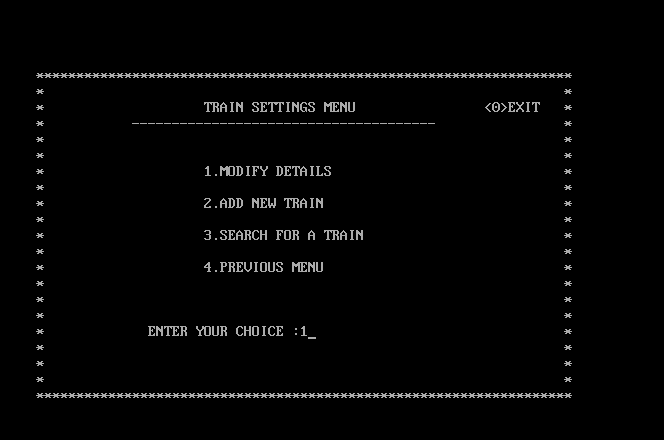 TRAIN SETTINGS MENU <0>EXIT
1.MODIFY DETAILS
2.ADD NEW TRAIN
3.SEARCH FOR A TRAIN
4.PREVIOUS MENU
ENTER YOUR CHOICE :1_